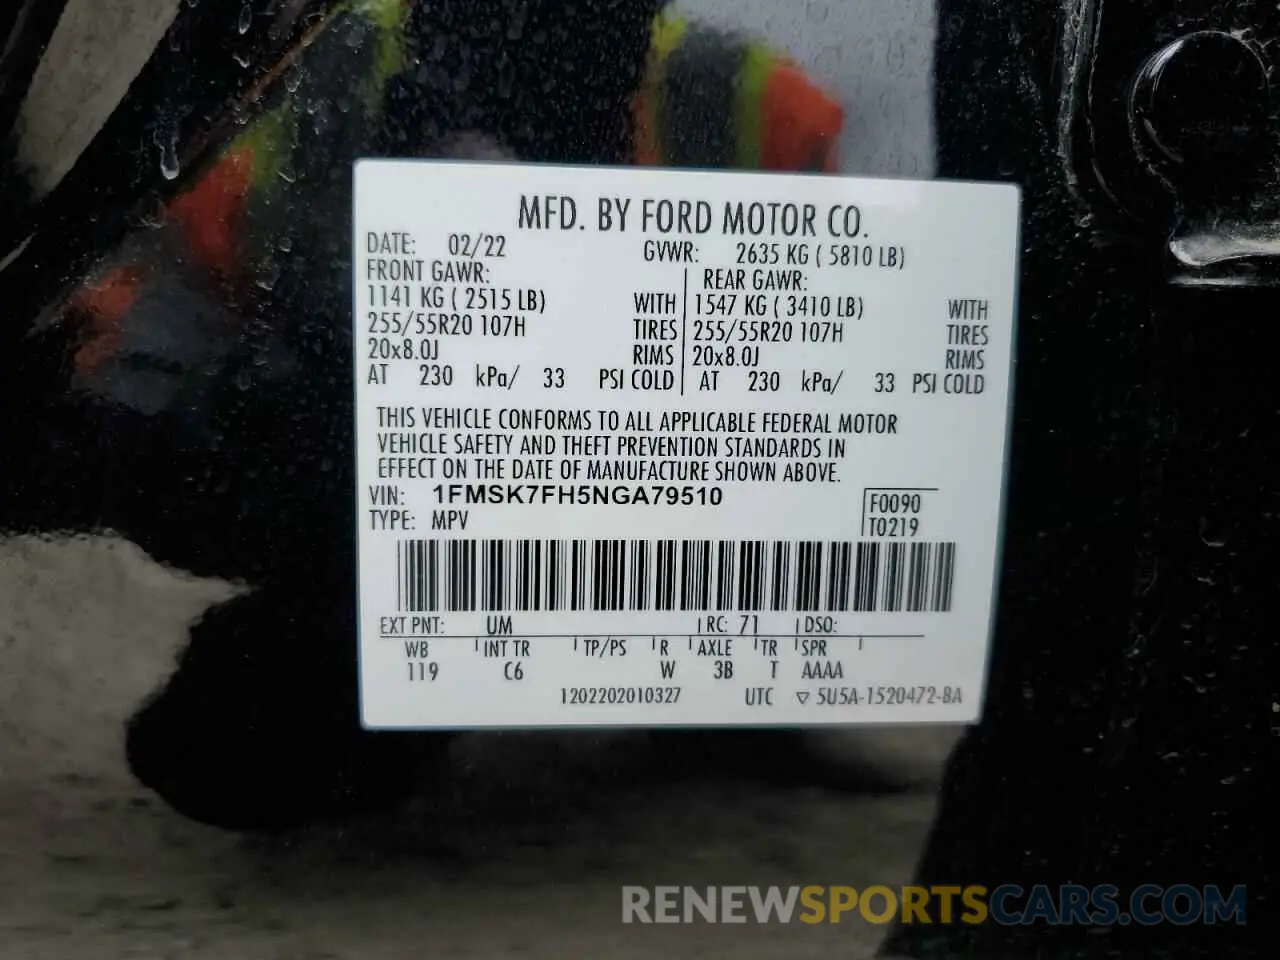 MFD. BY FORD MOTOR CO.
DATE: 02/22 GVWR: 2635 KG ( 5810 LB)
FRONT GAWR: REAR GAWR:
1141 KG ( 2515 LB) WITH 1547 KG ( 3410 LB) WITH
255/55R20 107H TIRES 255/55R20 107H TIRES
20x8.0J RIMS 20x8.0J RIMS
AT 230 kPa/ 33 PSI COLD AT 230 kPa/ 33 PSI COLD
THIS VEHICLE CONFORMS TO ALL APPLICABLE FEDERAL MOTOR
VEHICLE SAFETY AND THEFT PREVENTION STANDARDS IN
EFFECT ON THE DATE OF MANUFACTURE SHOWN ABOVE.
VIN: 1FMSK7FH5NGA79510 F0090
TYPE: MPV T0219
EXT PNT: UM RC: 71 DSO:
WB INT TR TP/PS R AXLE TR SPR
119 C6 W 3B T AAAA
1202202010327 UTC ▽ 5U5A-1520472-BA
RENEWSPORTSCARS.COM